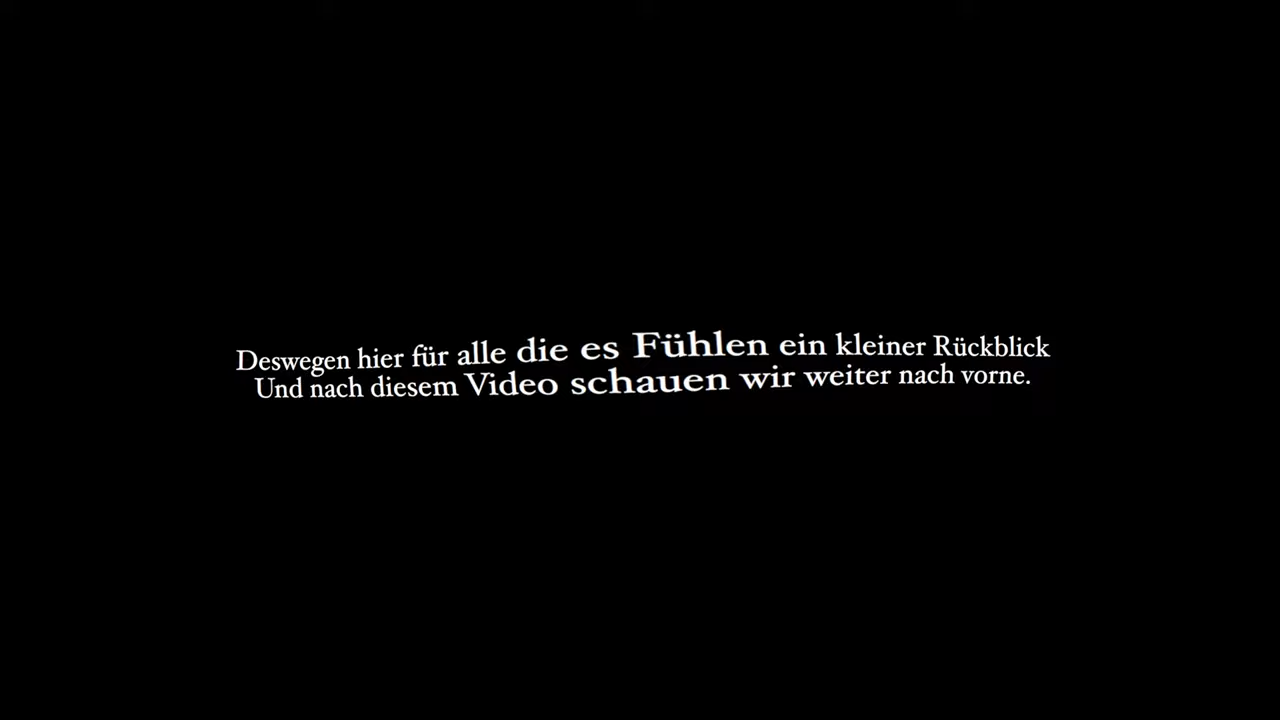 Deswegen hier für alle die es Fühlen ein kleiner Rückblick
Und nach diesem Video schauen wir weiter nach vorne.